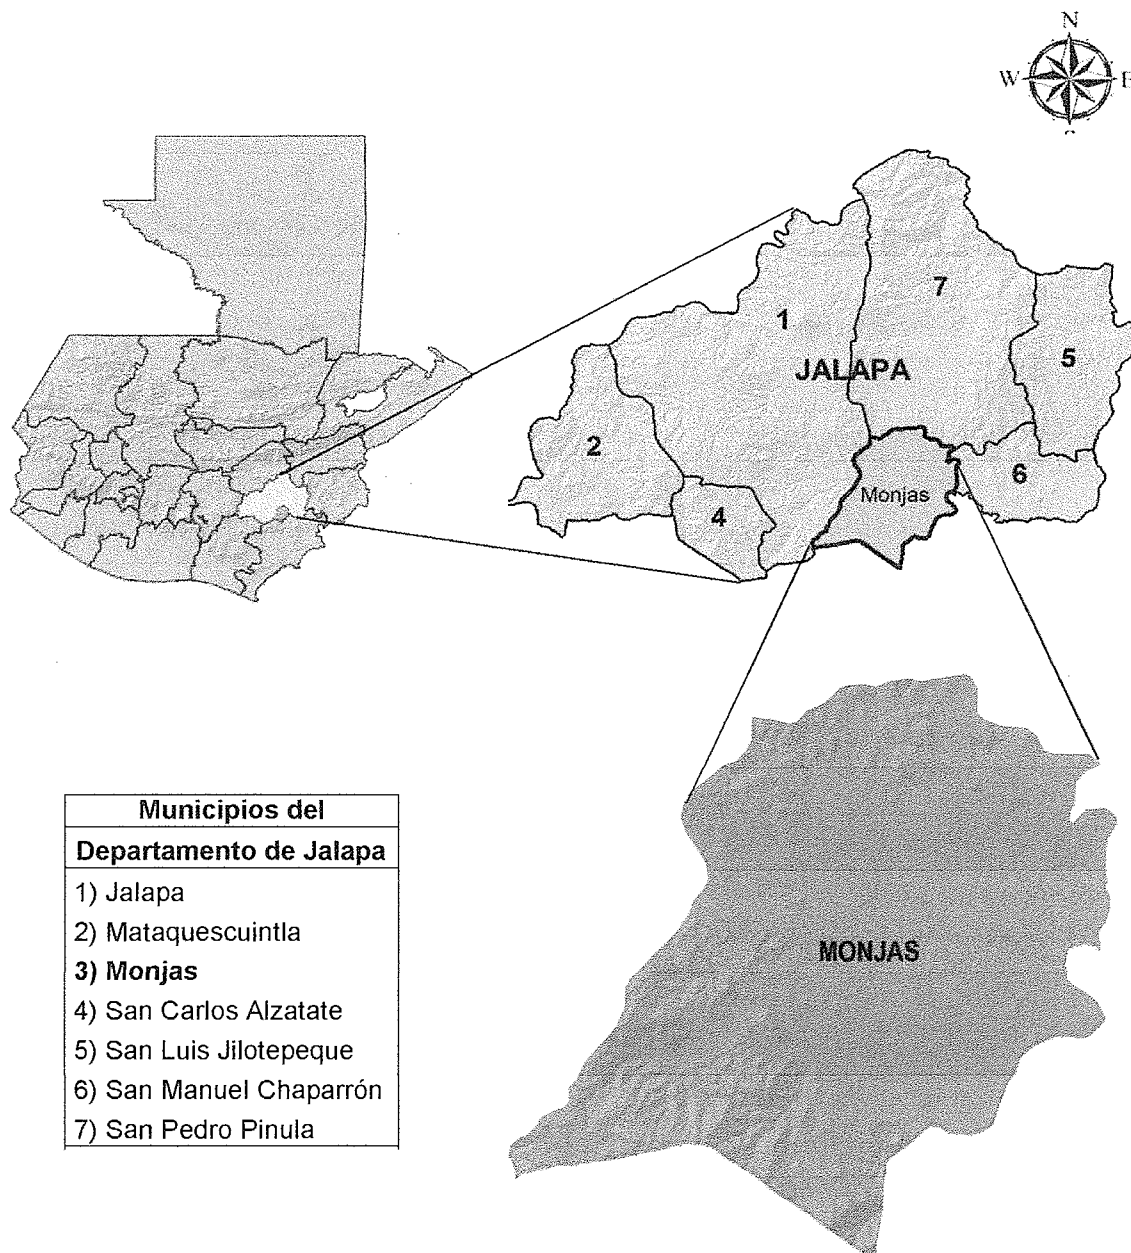 N
W
E
7
1
5
JALAPA
2
6
Monjas
4
Municipios del
Departamento de Jalapa
1) Jalapa
2) Mataquescuintla
3) Monjas
4) San Carlos Alzatate
5) San Luis Jilotepeque
6) San Manuel Chaparrón
7) San Pedro Pinula
MONJAS